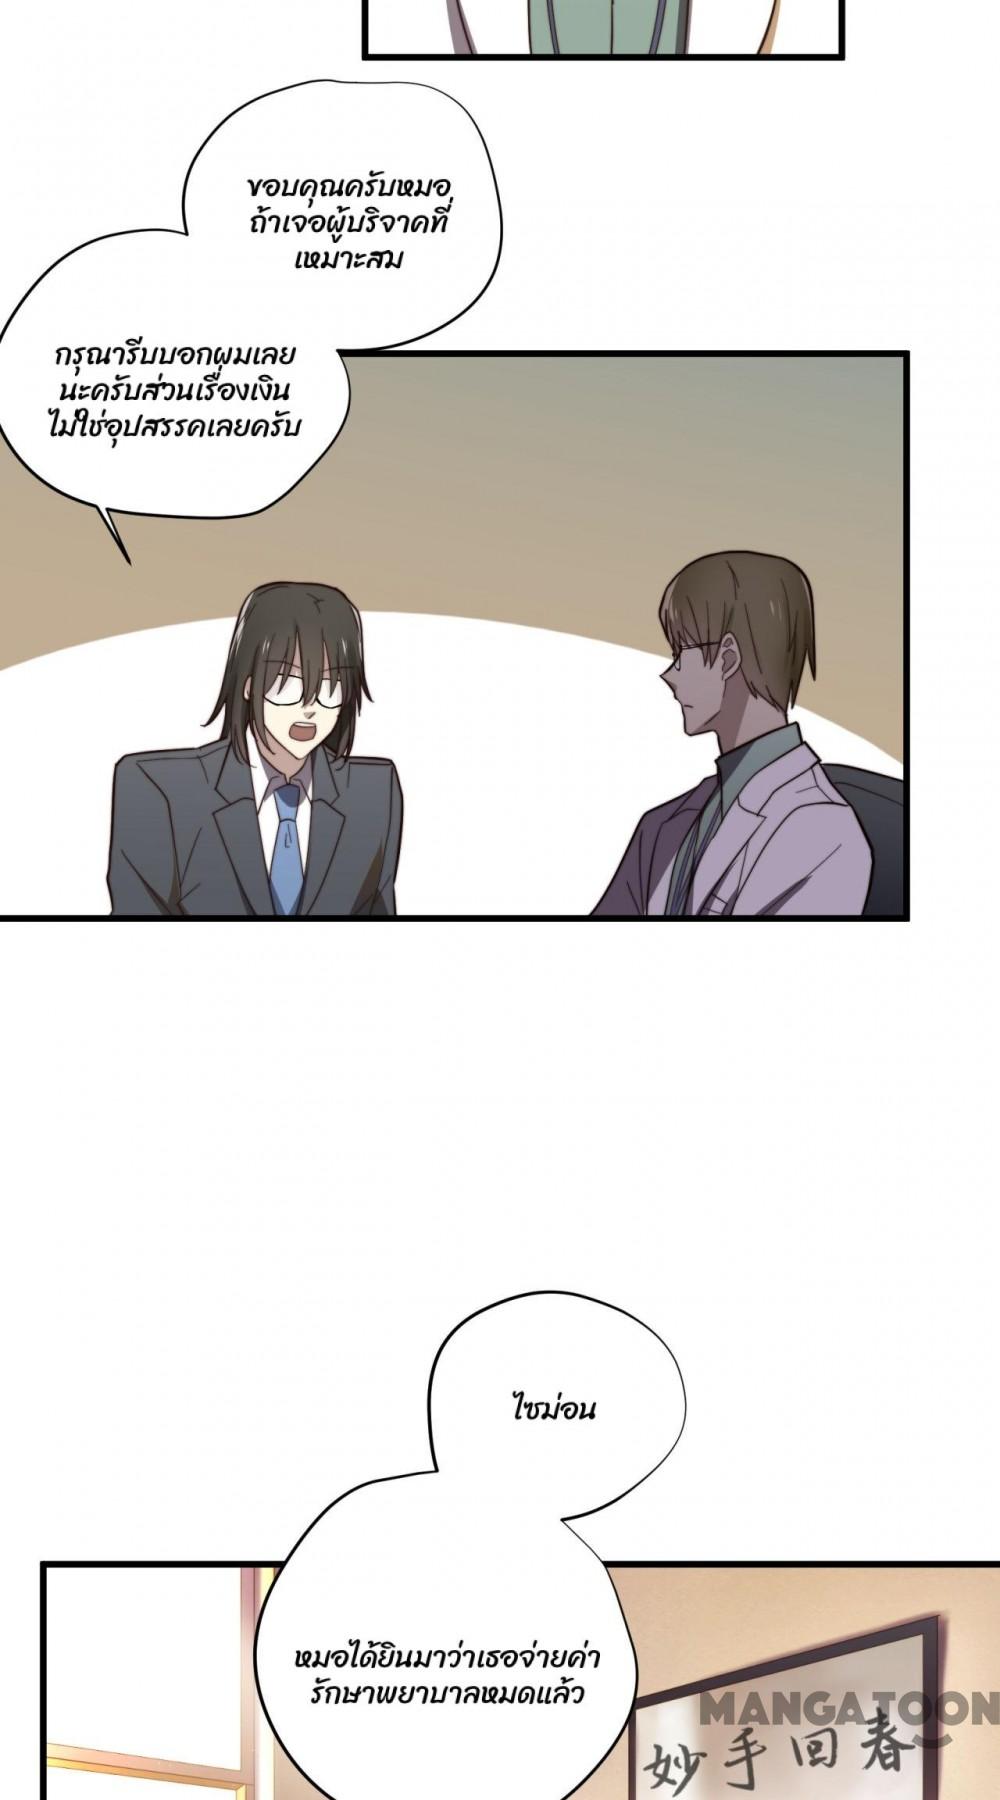 ขอบคุณครับหมอ
ถ้าเจอผู้บริจาคที่
เหมาะสม
กรุณารีบบอกผมเลย
นะครับส่วนเรื่องเงิน
ไม่ใช่อุปสรรคเลยครับ
ไซม่อน
หมอได้ยินมาว่าเธอจ่ายค่า
รักษาพยาบาลหมดแล้ว
MANGATOON
妙手回春